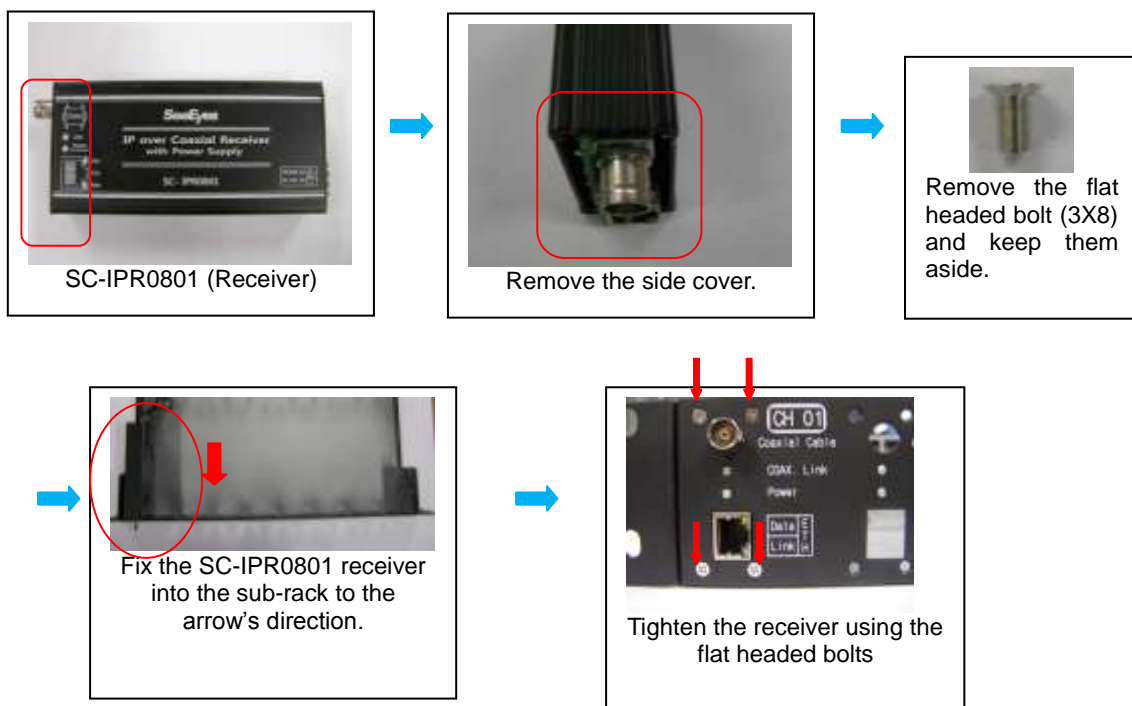 SeeEyes
IP over Coaxial Receiver
with Power Supply
SC- IPR0801
SC-IPR0801 (Receiver)
Remove the side cover.
Remove the flat
headed bolt (3X8)
and keep them
aside.
Fix the SC-IPR0801 receiver
into the sub-rack to the
arrow’s direction.
CH 01
Coaxial Cable
COAX. Link
Power
Data
Link
ETH
Tighten the receiver using the
flat headed bolts